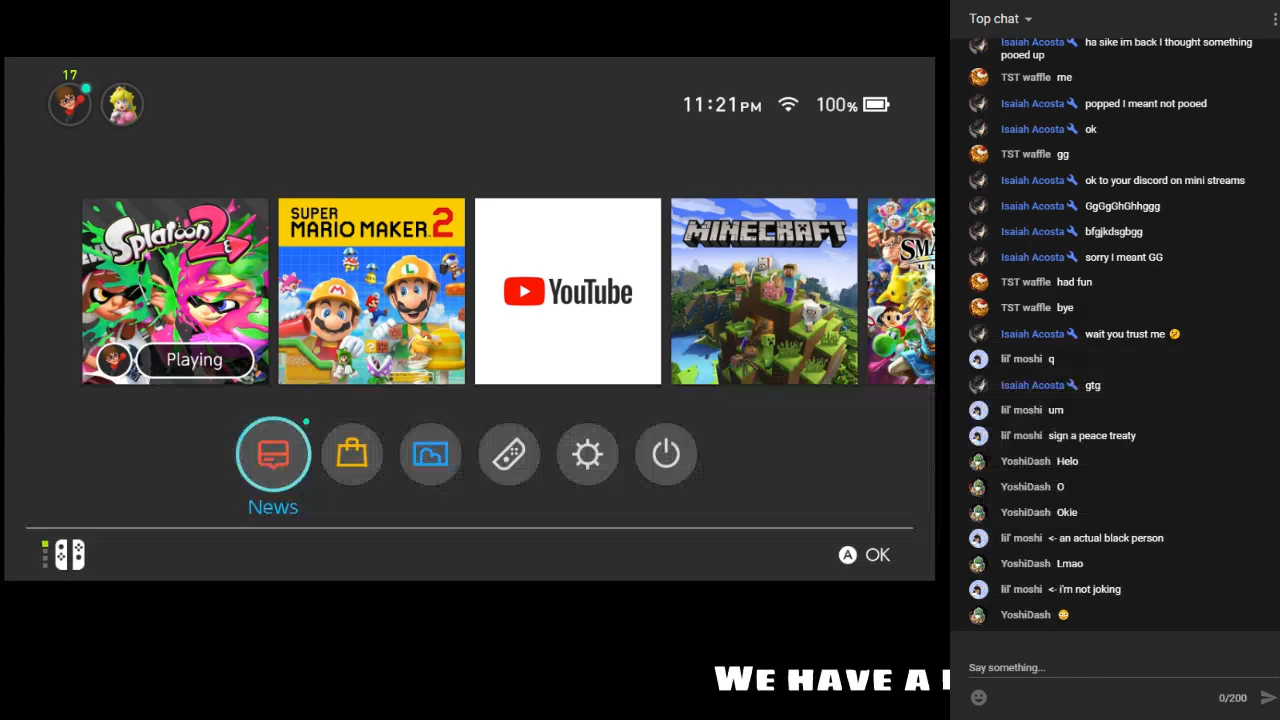 17
11:21PM
100%
Splatoon 2
Playing
SUPER
MARIO MAKER 2
YouTube
MINECRAFT
News
A OK
WE HAVE A
Top chat
Isaiah Acosta ha sike im back I thought something
pooed up
TST waffle me
Isaiah Acosta popped I meant not pooed
Isaiah Acosta ok
TST waffle gg
Isaiah Acosta ok to your discord on mini streams
Isaiah Acosta GgGgGhGhhggg
Isaiah Acosta bfgjkdsgbgg
Isaiah Acosta sorry I meant GG
TST waffle had fun
TST waffle bye
Isaiah Acosta wait you trust me 😕
lil' moshi q
Isaiah Acosta gtg
lil' moshi um
lil' moshi sign a peace treaty
YoshiDash Helo
YoshiDash O
YoshiDash Okie
lil' moshi <- an actual black person
YoshiDash Lmao
lil' moshi <- i'm not joking
YoshiDash 😳
Say something...
0/200